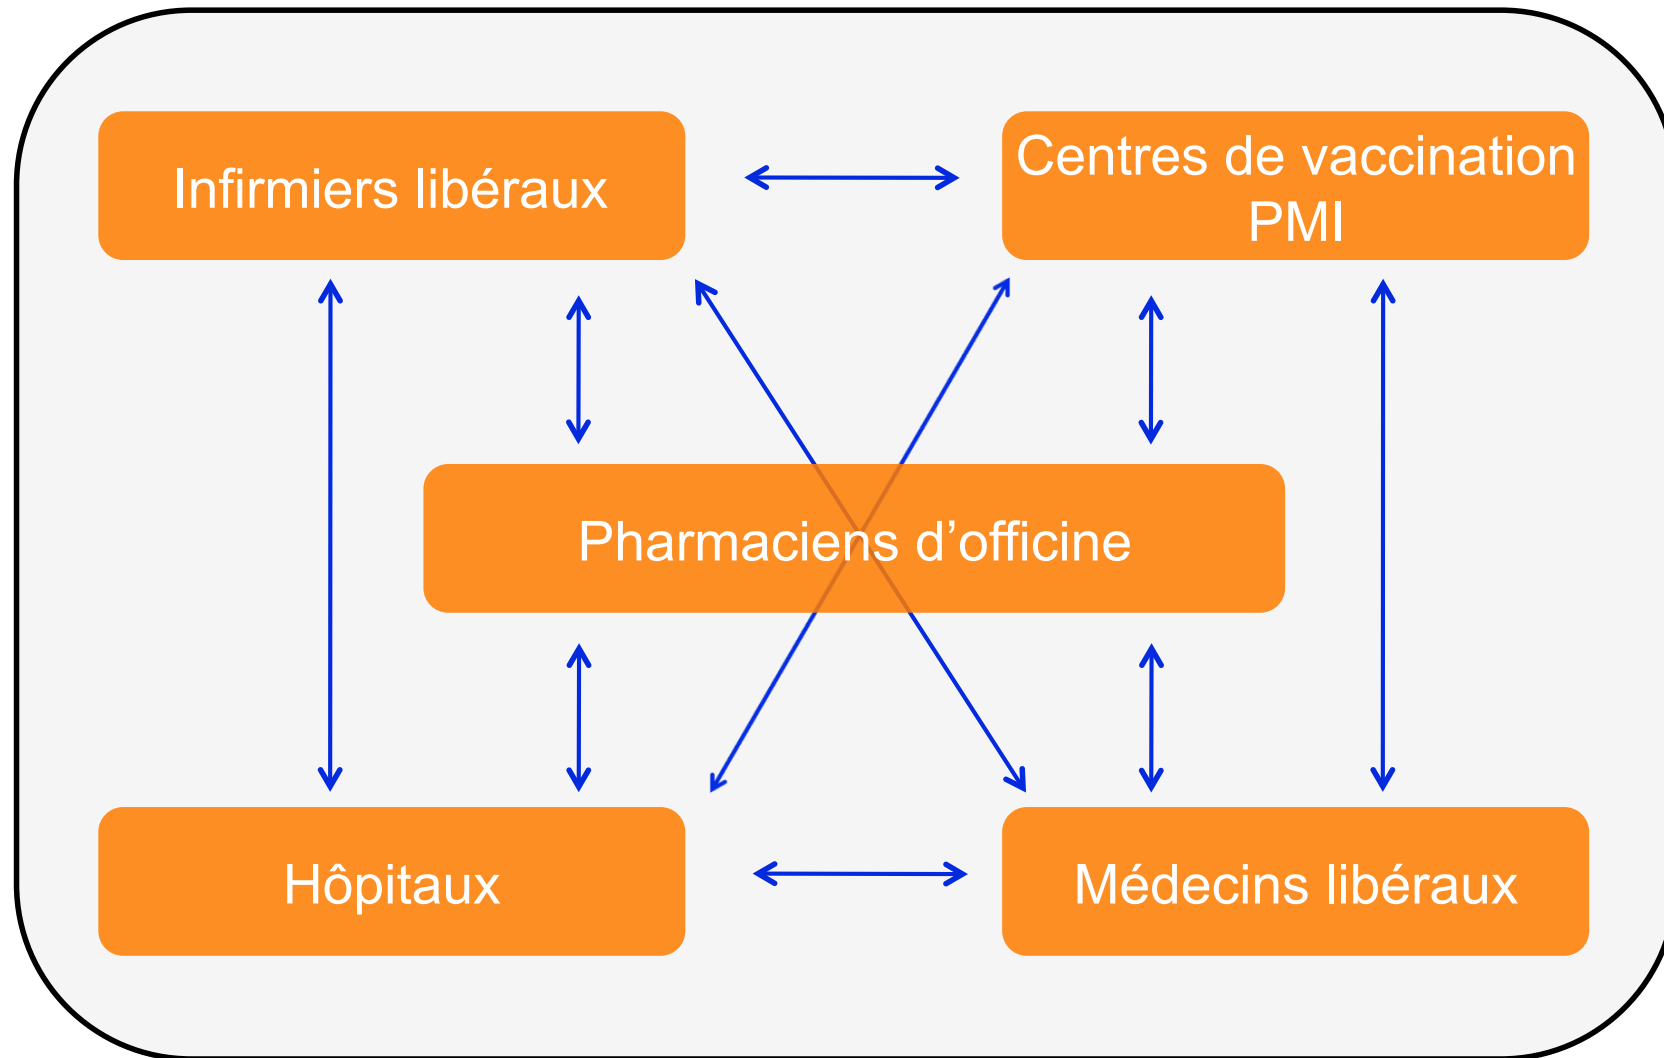 Infirmiers libéraux
Centres de vaccination
PMI
Pharmaciens d’officine
Hôpitaux
Médecins libéraux